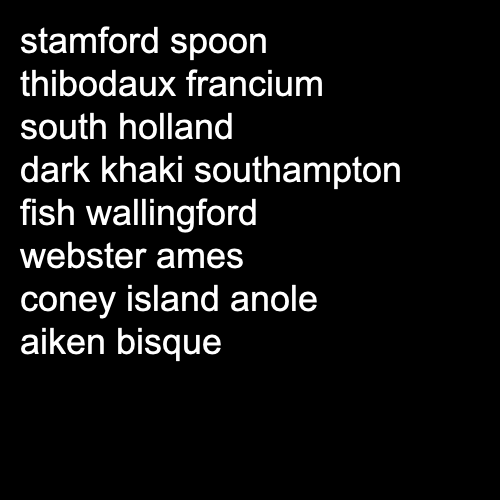 stamford spoon
thibodaux francium
south holland
dark khaki southampton
fish wallingford
webster ames
coney island anole
aiken bisque